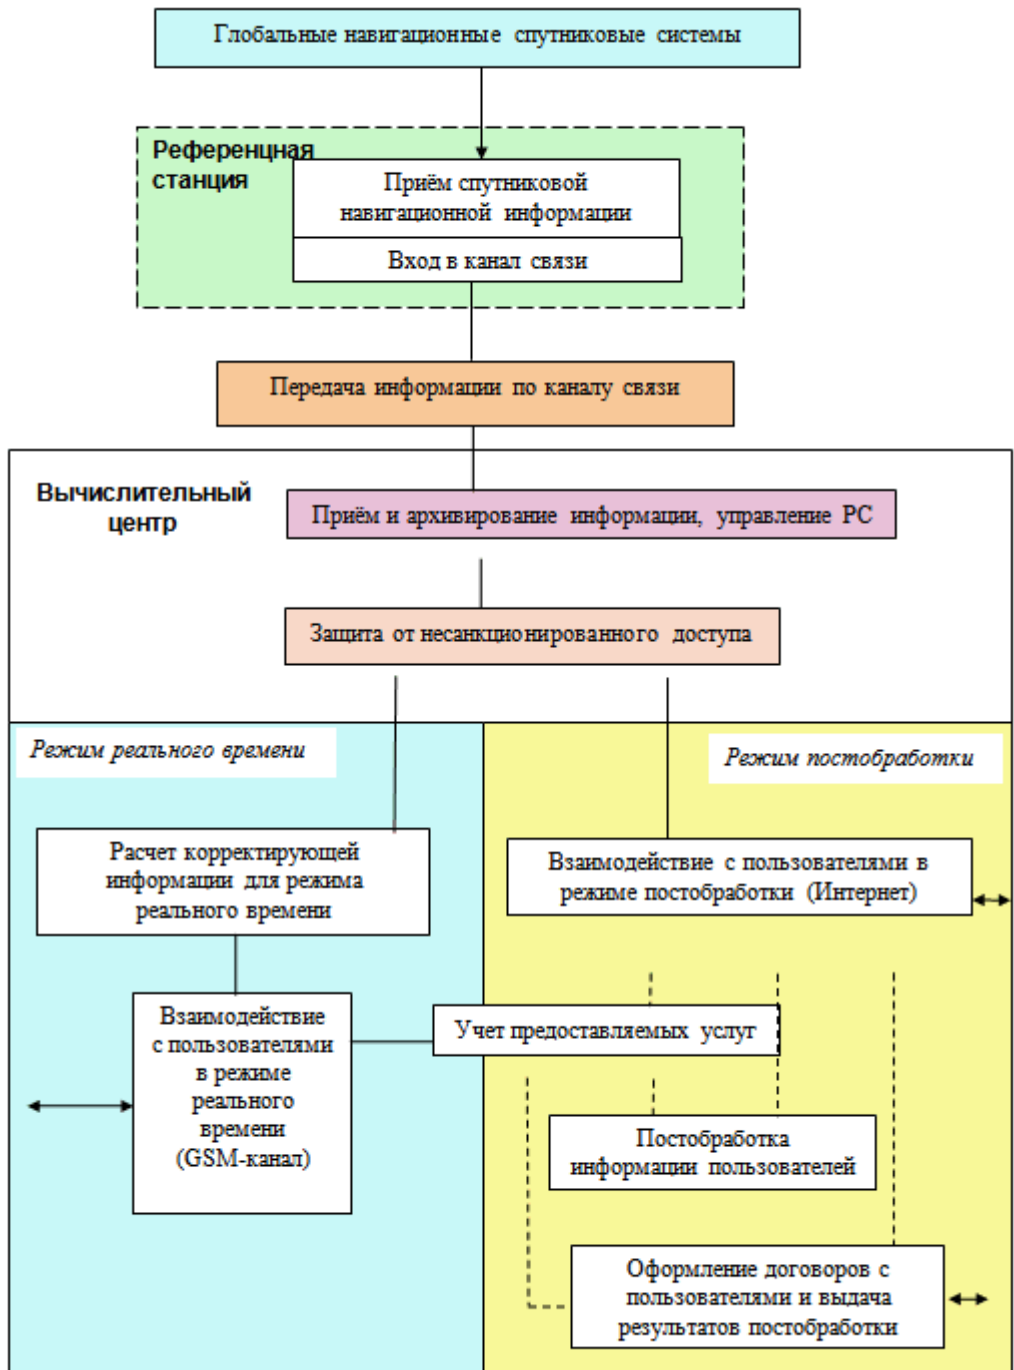 Глобальные навигационные спутниковые системы
Референцная
станция
Приём спутниковой
навигационной информации
Вход в канал связи
Передача информации по каналу связи
Вычислительный
центр
Приём и архивирование информации, управление РС
Защита от несанкционированного доступа
Режим реального времени
Режим постобработки
Расчет корректирующей
информации для режима
реального времени
Взаимодействие с пользователями в
режиме постобработки (Интернет)
Взаимодействие
с пользователями
в режиме
реального
времени
(GSM-канал)
Учет предоставляемых услуг
Постобработка
информации пользователей
Оформление договоров с
пользователями и выдача
результатов постобработки